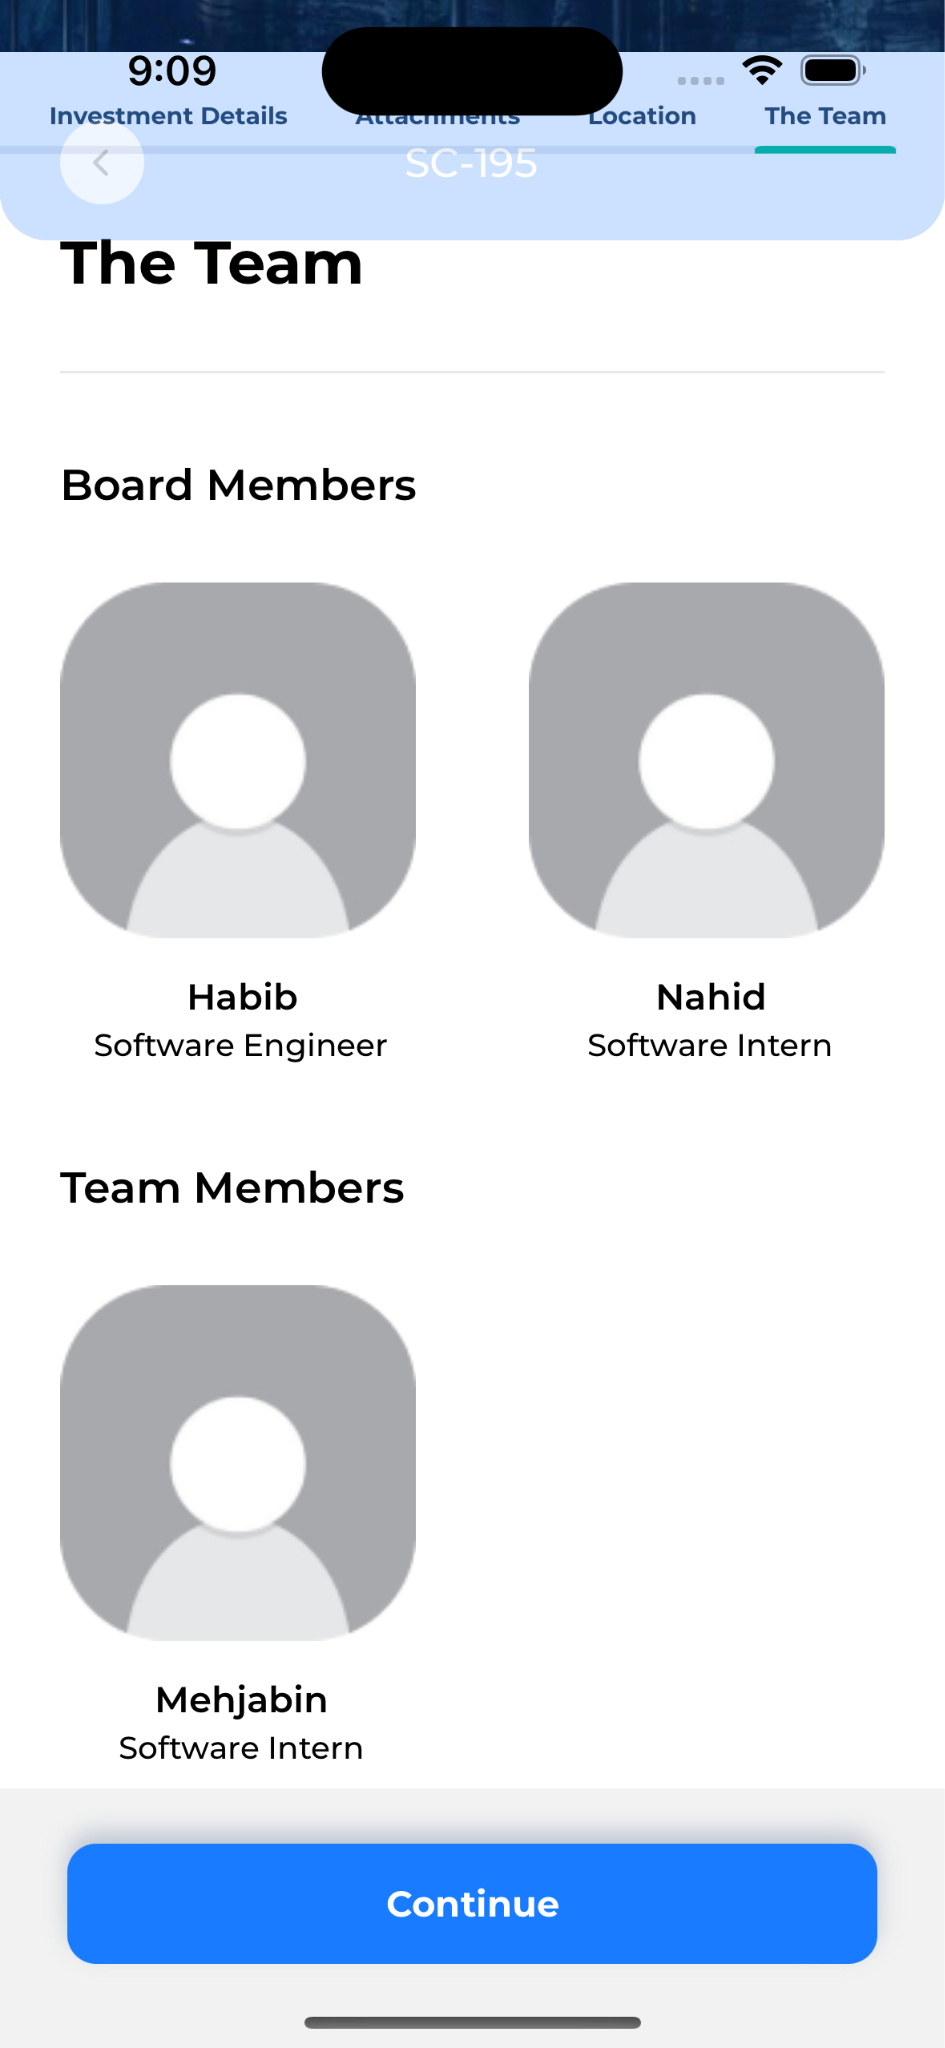 9:09
Investment Details Attachments Location The Team
SC-195
The Team
Board Members
Habib Nahid
Software Engineer Software Intern
Team Members
Mehjabin
Software Intern
Continue